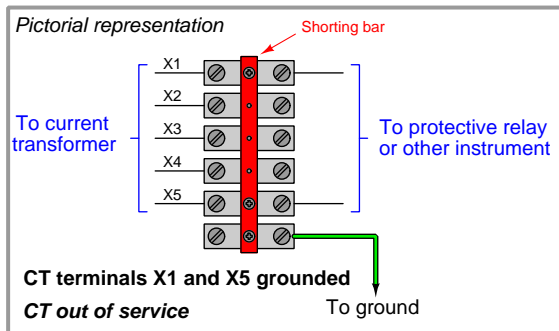 Pictorial representation
Shorting bar
X1
X2
X3
X4
X5
To current
transformer
To protective relay
or other instrument
CT terminals X1 and X5 grounded
CT out of service
To ground